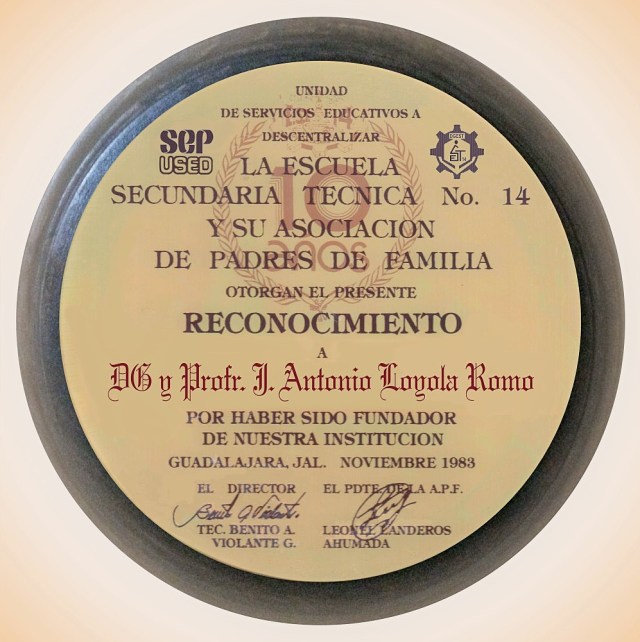 UNIDAD
DE SERVICIOS EDUCATIVOS A
DESCENTRALIZAR
sep
USED
LA ESCUELA
SECUNDARIA TECNICA No. 14
Y SU ASOCIACION
DE PADRES DE FAMILIA
10
años
OTORGAN EL PRESENTE
RECONOCIMIENTO
A
DG y Profr. J. Antonio Loyola Romo
POR HABER SIDO FUNDADOR
DE NUESTRA INSTITUCION
GUADALAJARA, JAL. NOVIEMBRE 1983
EL DIRECTOR EL PDTE. DE LA A.P.F.
TEC. BENITO A. LEONEL LANDEROS
VIOLANTE G. AHUMADA